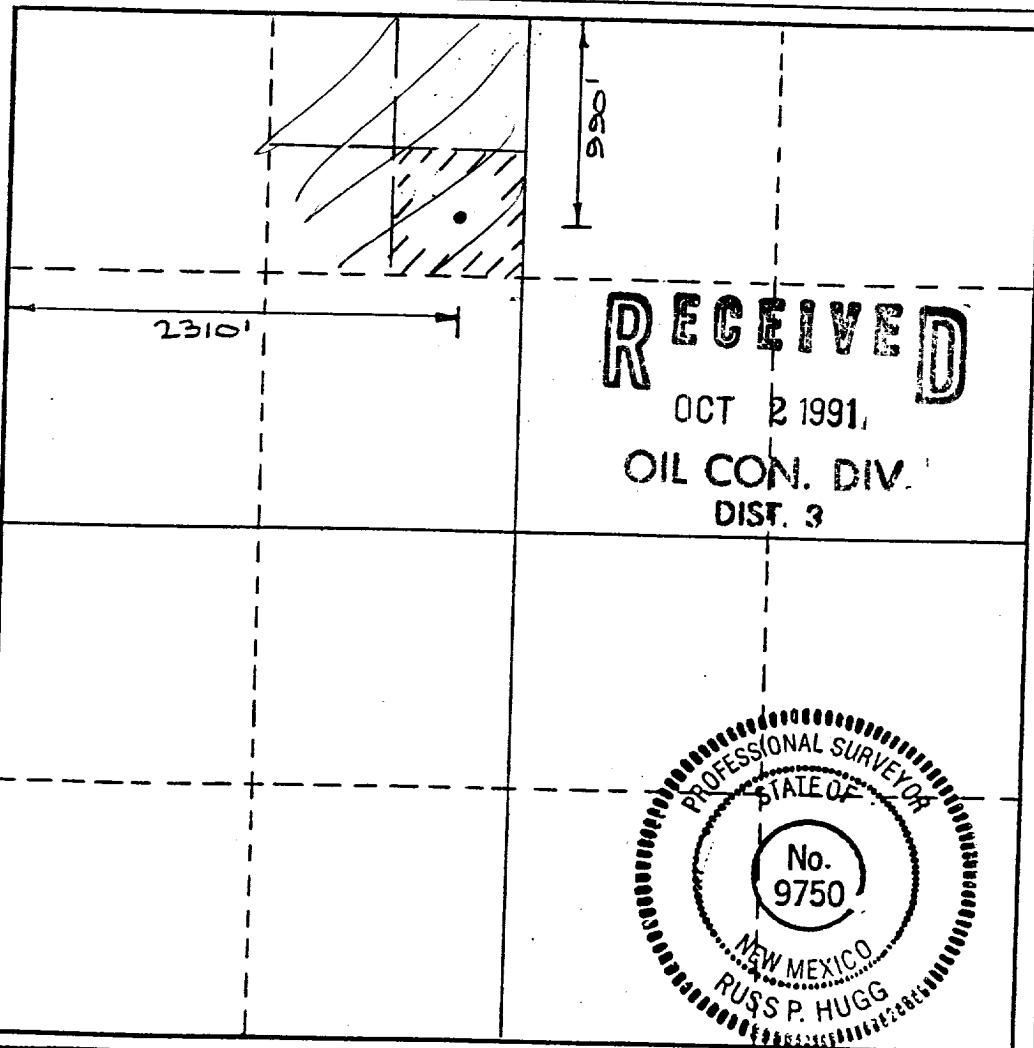 990'
2310'
RECEIVED
OCT 2 1991
OIL CON. DIV.
DIST. 3
PROFESSIONAL SURVEYOR
STATE OF
No.
9750
NEW MEXICO
RUSS P. HUGG